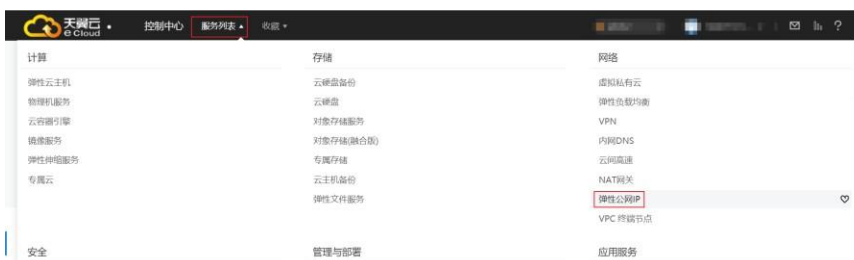 天翼云
e Cloud
控制中心 服务列表 收藏
计算
弹性云主机
物理机服务
云容器引擎
镜像服务
弹性伸缩服务
专属云
存储
云硬盘备份
云硬盘
对象存储服务
对象存储(融合版)
专属存储
云主机备份
弹性文件服务
网络
虚拟私有云
弹性负载均衡
VPN
内网DNS
云间高速
NAT网关
弹性公网IP
VPC 终端节点
安全
管理与部署
应用服务